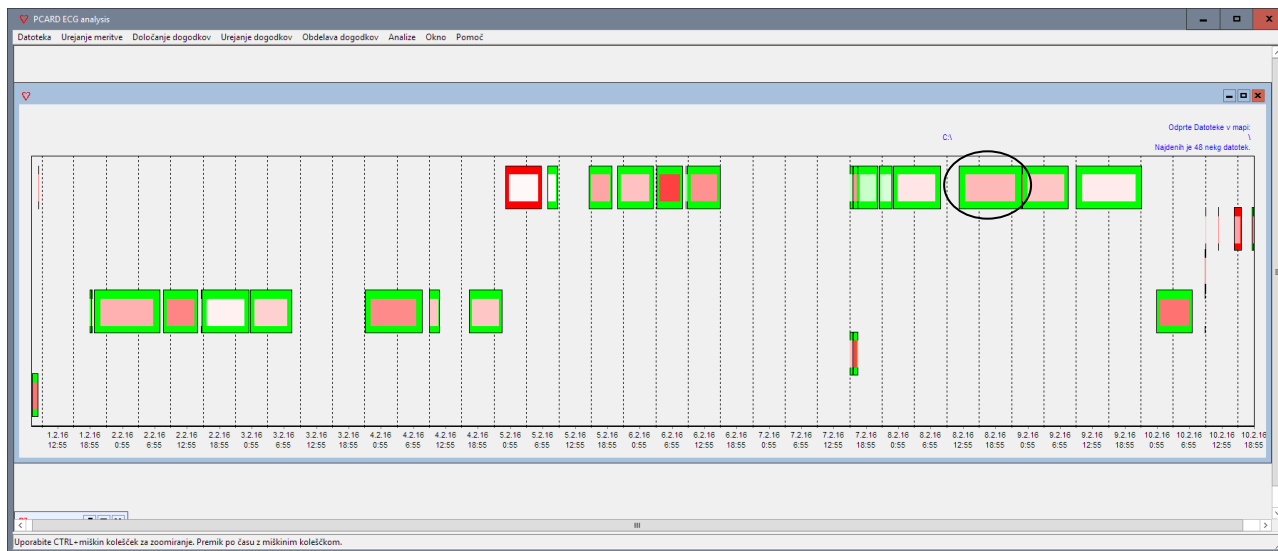 PCARD ECG analysis
Datoteka Urejanje meritve Določanje dogodkov Urejanje dogodkov Obdelava dogodkov Analize Okno Pomoč
Odprte Datoteke v mapi:
C:\ \
Najdenih je 48 nekg datotek.
1.2.16 1.2.16 2.2.16 2.2.16 2.2.16 2.2.16 3.2.16 3.2.16 3.2.16 3.2.16 4.2.16 4.2.16 4.2.16 4.2.16 5.2.16 5.2.16 5.2.16 5.2.16 6.2.16 6.2.16 6.2.16 6.2.16 7.2.16 7.2.16 7.2.16 7.2.16 8.2.16 8.2.16 8.2.16 8.2.16 9.2.16 9.2.16 9.2.16 9.2.16 10.2.16 10.2.16 10.2.16 10.2.16
12:55 18:55 0:55 6:55 12:55 18:55 0:55 6:55 12:55 18:55 0:55 6:55 12:55 18:55 0:55 6:55 12:55 18:55 0:55 6:55 12:55 18:55 0:55 6:55 12:55 18:55 0:55 6:55 12:55 18:55 0:55 6:55 12:55 18:55 0:55 6:55 12:55 18:55
Uporabite CTRL+miškin kolešček za zoomiranje. Premik po času z miškinim koleščkom.